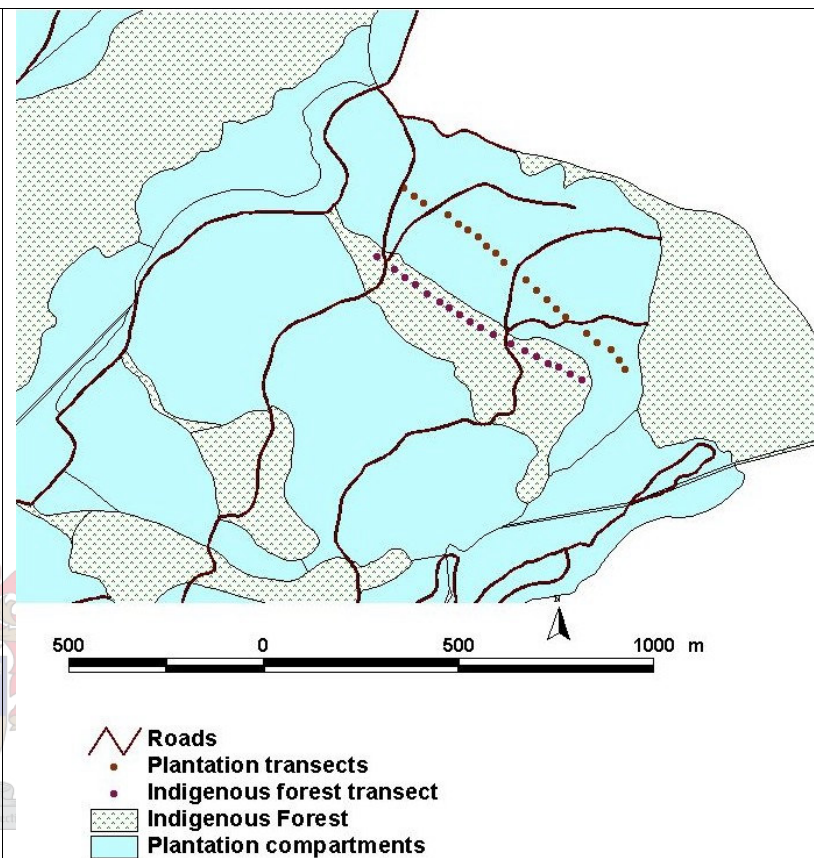 500 0 500 1000 m
Roads
Plantation transects
Indigenous forest transect
Indigenous Forest
Plantation compartments